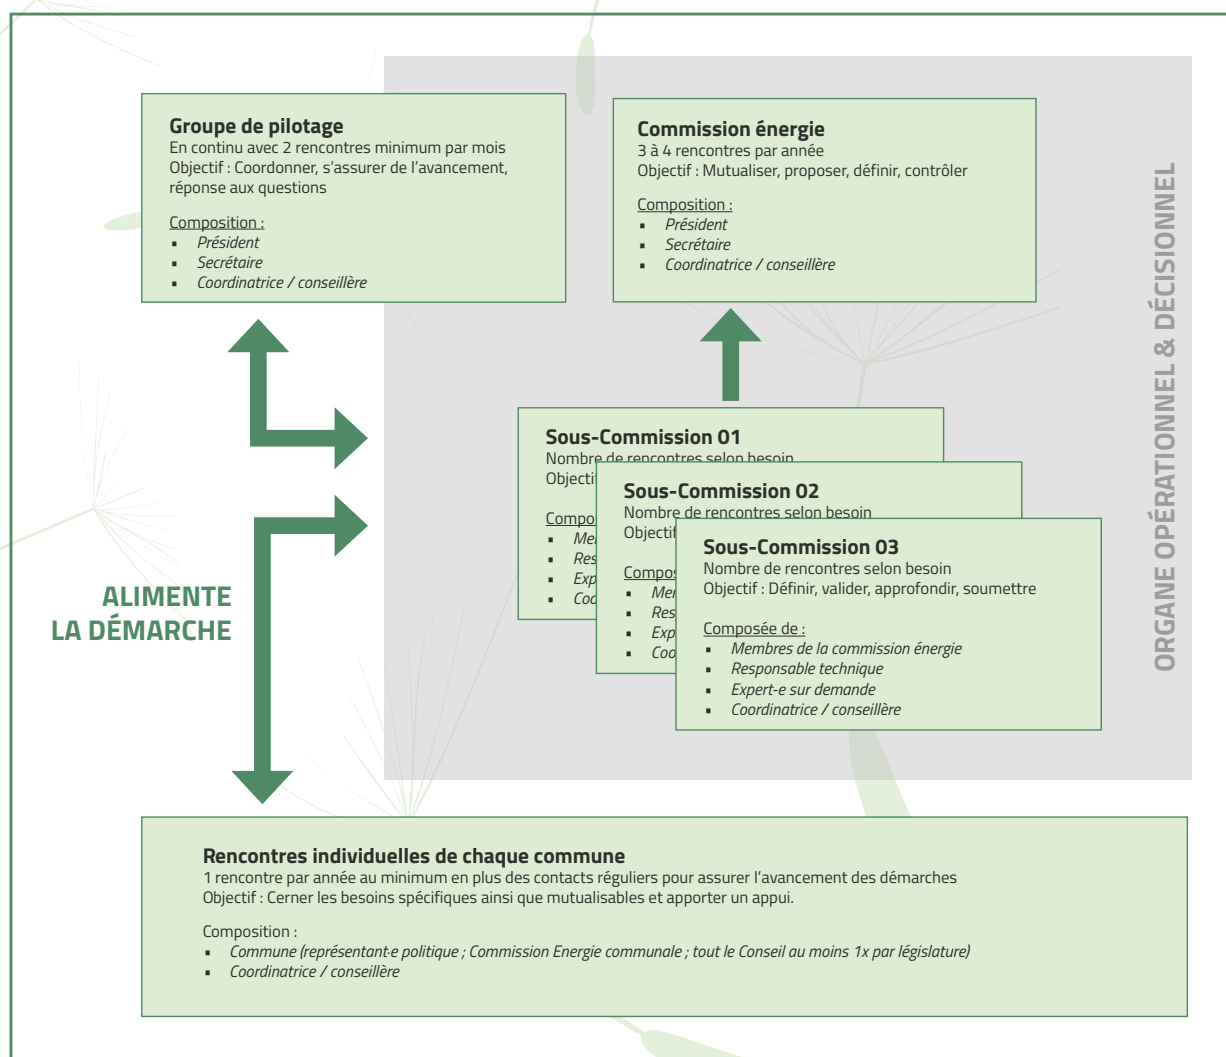 Groupe de pilotage
En continu avec 2 rencontres minimum par mois
Objectif : Coordonner, s’assurer de l’avancement,
réponse aux questions
Composition :
▪ Président
▪ Secrétaire
▪ Coordinatrice / conseillère
Commission énergie
3 à 4 rencontres par année
Objectif : Mutualiser, proposer, définir, contrôler
Composition :
▪ Président
▪ Secrétaire
▪ Coordinatrice / conseillère
ORGANE OPÉRATIONNEL & DÉCISIONNEL
Sous-Commission 01
Nombre de rencontres selon besoin
Objecti
Compo
▪ Me
▪ Res
▪ Exp
▪ Coo
Sous-Commission 02
Nombre de rencontres selon besoin
Objectif
Compos
▪ Me
▪ Res
▪ Exp
▪ Coo
Sous-Commission 03
Nombre de rencontres selon besoin
Objectif : Définir, valider, approfondir, soumettre
Composée de :
▪ Membres de la commission énergie
▪ Responsable technique
▪ Expert-e sur demande
▪ Coordinatrice / conseillère
ALIMENTE
LA DÉMARCHE
Rencontres individuelles de chaque commune
1 rencontre par année au minimum en plus des contacts réguliers pour assurer l’avancement des démarches
Objectif : Cerner les besoins spécifiques ainsi que mutualisables et apporter un appui.
Composition :
▪ Commune (représentant·e politique ; Commission Energie communale ; tout le Conseil au moins 1x par législature)
▪ Coordinatrice / conseillère